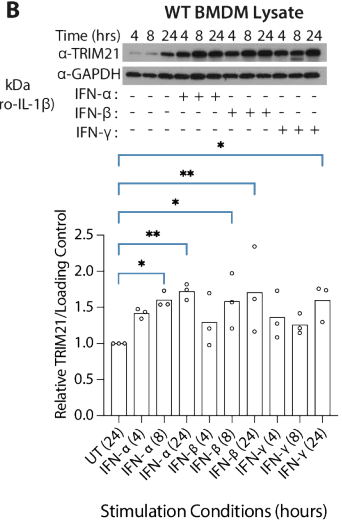 B
WT BMDM Lysate
Time (hrs) 4 8 24 4 8 24 4 8 24 4 8 24
α-TRIM21
α-GAPDH
kDa
ro-IL-1β)
IFN-α : - - - + + + - - - - - -
IFN-β : - - - - - - + + + - - -
IFN-γ : - - - - - - - - - + + +
*
**
*
**
*
Relative TRIM21/Loading Control
2.5
2.0
1.5
1.0
0.5
0.0
UT (24)
IFN-α (4)
IFN-α (8)
IFN-α (24)
IFN-β (4)
IFN-β (8)
IFN-β (24)
IFN-γ (4)
IFN-γ (8)
IFN-γ (24)
Stimulation Conditions (hours)